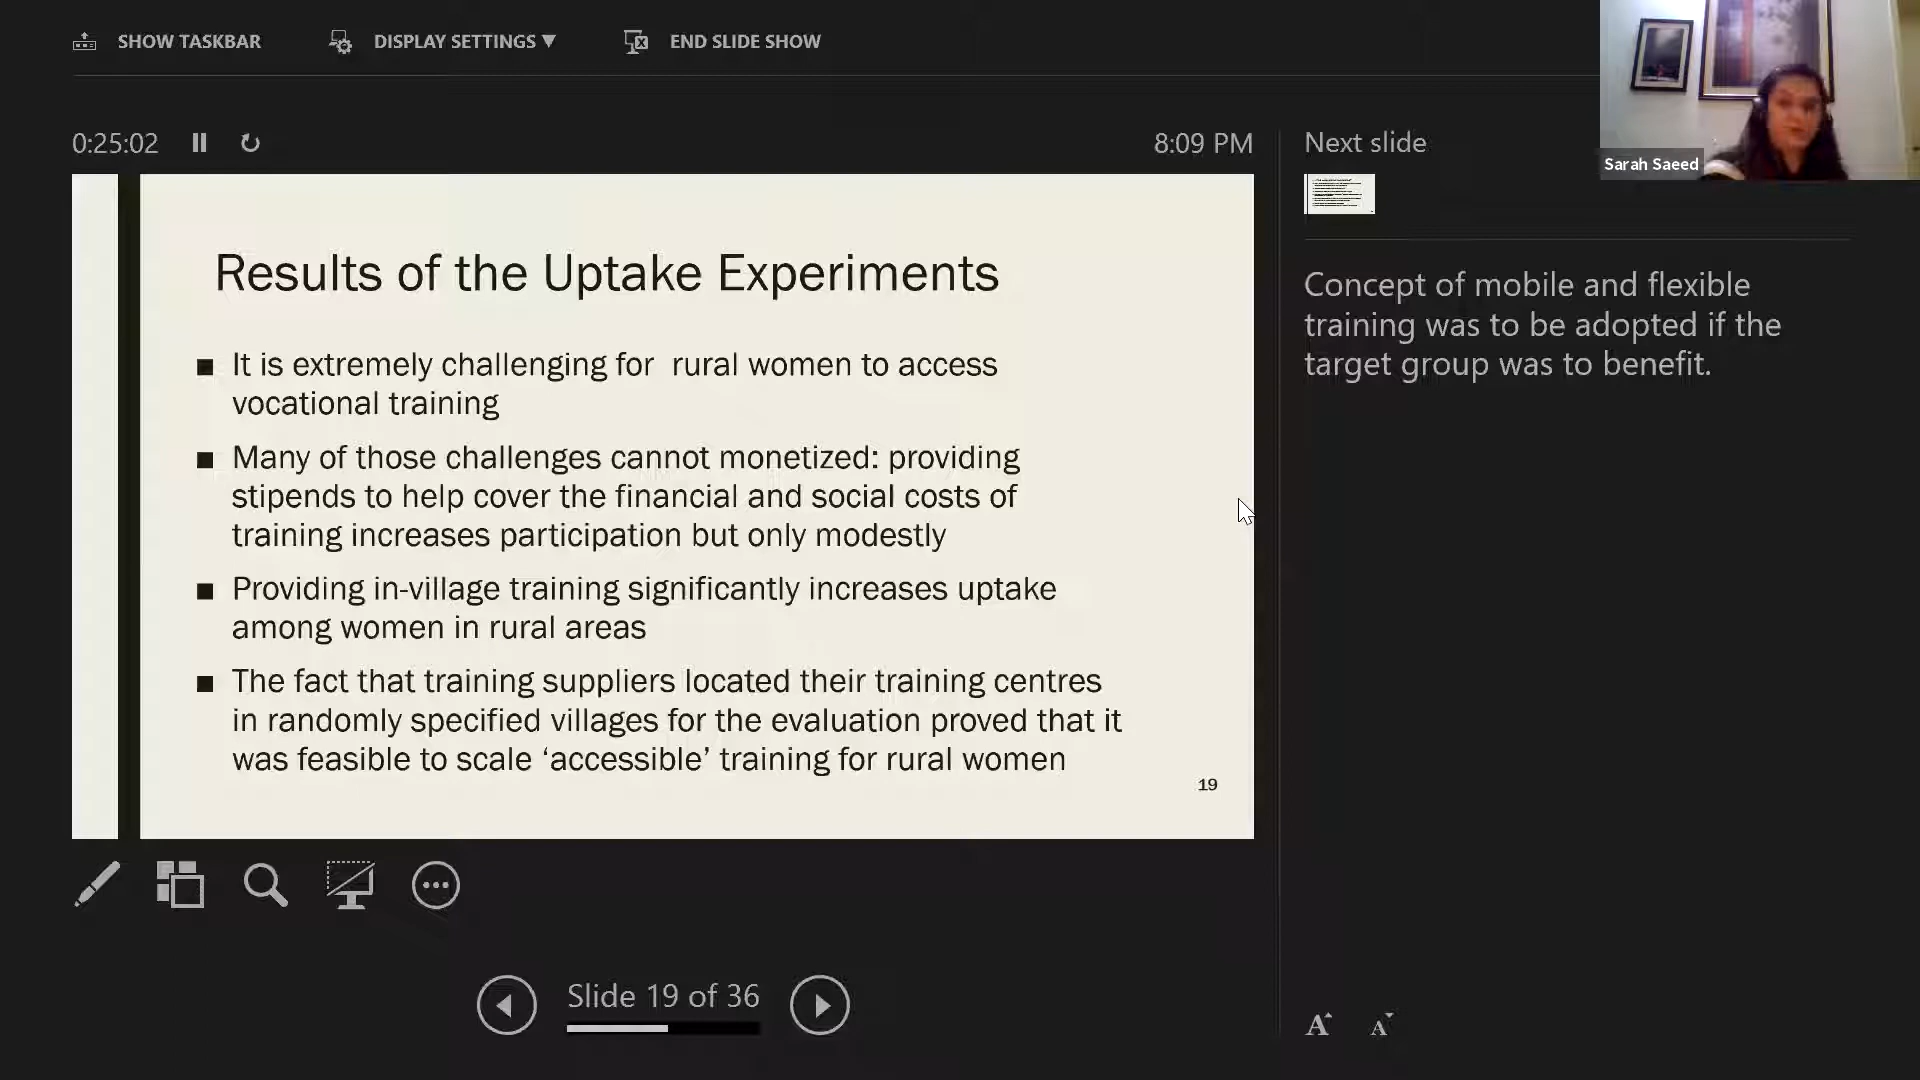 SHOW TASKBAR DISPLAY SETTINGS ▼ END SLIDE SHOW
0:25:02 8:09 PM
Next slide
Sarah Saeed
Results of the Uptake Experiments
■ It is extremely challenging for  rural women to access
vocational training
■ Many of those challenges cannot monetized: providing
stipends to help cover the financial and social costs of
training increases participation but only modestly
■ Providing in-village training significantly increases uptake
among women in rural areas
■ The fact that training suppliers located their training centres
in randomly specified villages for the evaluation proved that it
was feasible to scale ‘accessible’ training for rural women
19
Concept of mobile and flexible
training was to be adopted if the
target group was to benefit.
Slide 19 of 36
A A